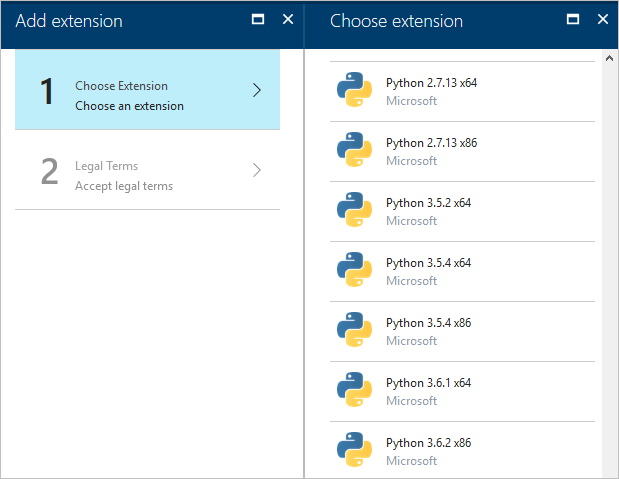 Add extension
1
Choose Extension
Choose an extension
2
Legal Terms
Accept legal terms
Choose extension
Python 2.7.13 x64
Microsoft
Python 2.7.13 x86
Microsoft
Python 3.5.2 x64
Microsoft
Python 3.5.4 x64
Microsoft
Python 3.5.4 x86
Microsoft
Python 3.6.1 x64
Microsoft
Python 3.6.2 x86
Microsoft